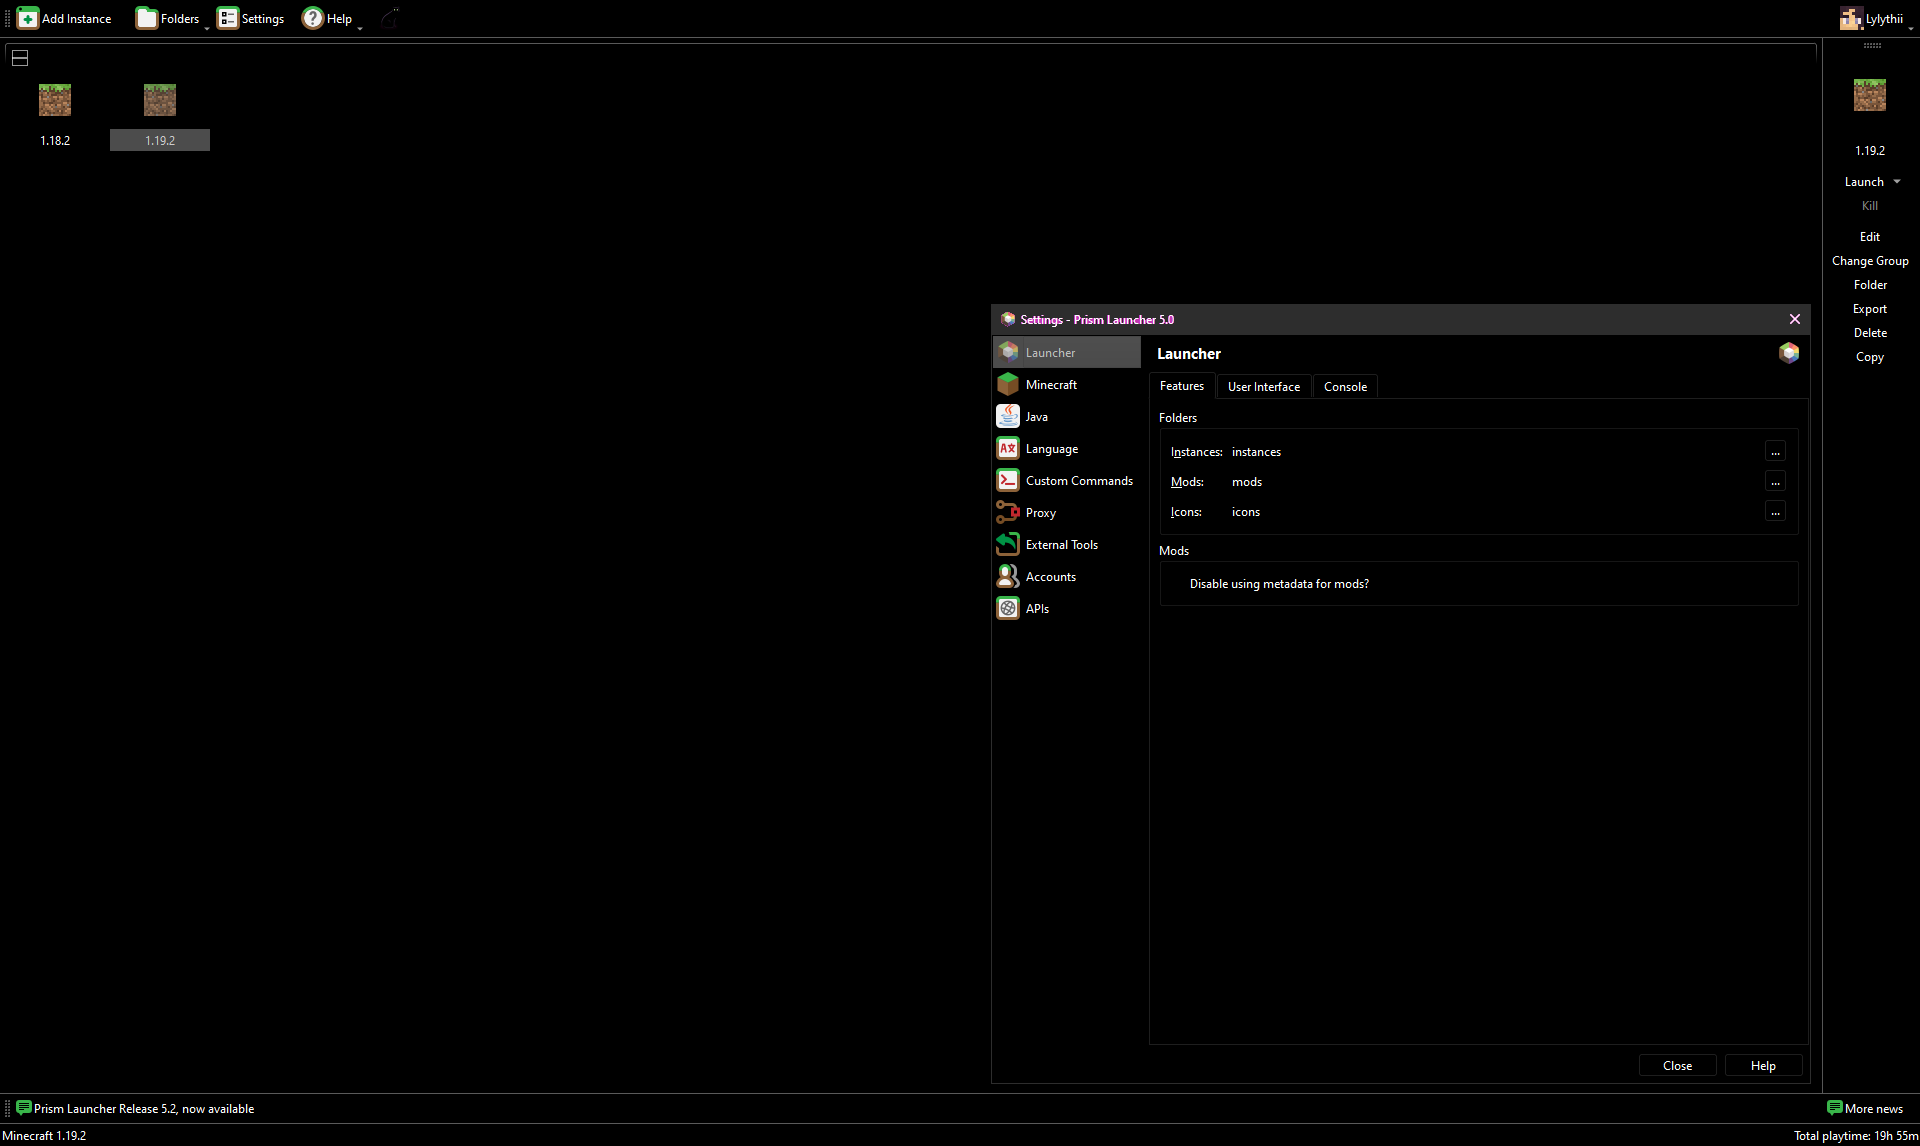 Add Instance
Folders
Settings
Help
Lylythii
1.18.2
1.19.2
1.19.2
Launch
Kill
Edit
Change Group
Folder
Export
Delete
Copy
Settings - Prism Launcher 5.0
Launcher
Minecraft
Java
Language
Custom Commands
Proxy
External Tools
Accounts
APIs
Launcher
Features
User Interface
Console
Folders
Instances: instances ...
Mods: mods ...
Icons: icons ...
Mods
Disable using metadata for mods?
Close
Help
Prism Launcher Release 5.2, now available
More news
Minecraft 1.19.2
Total playtime: 19h 55m